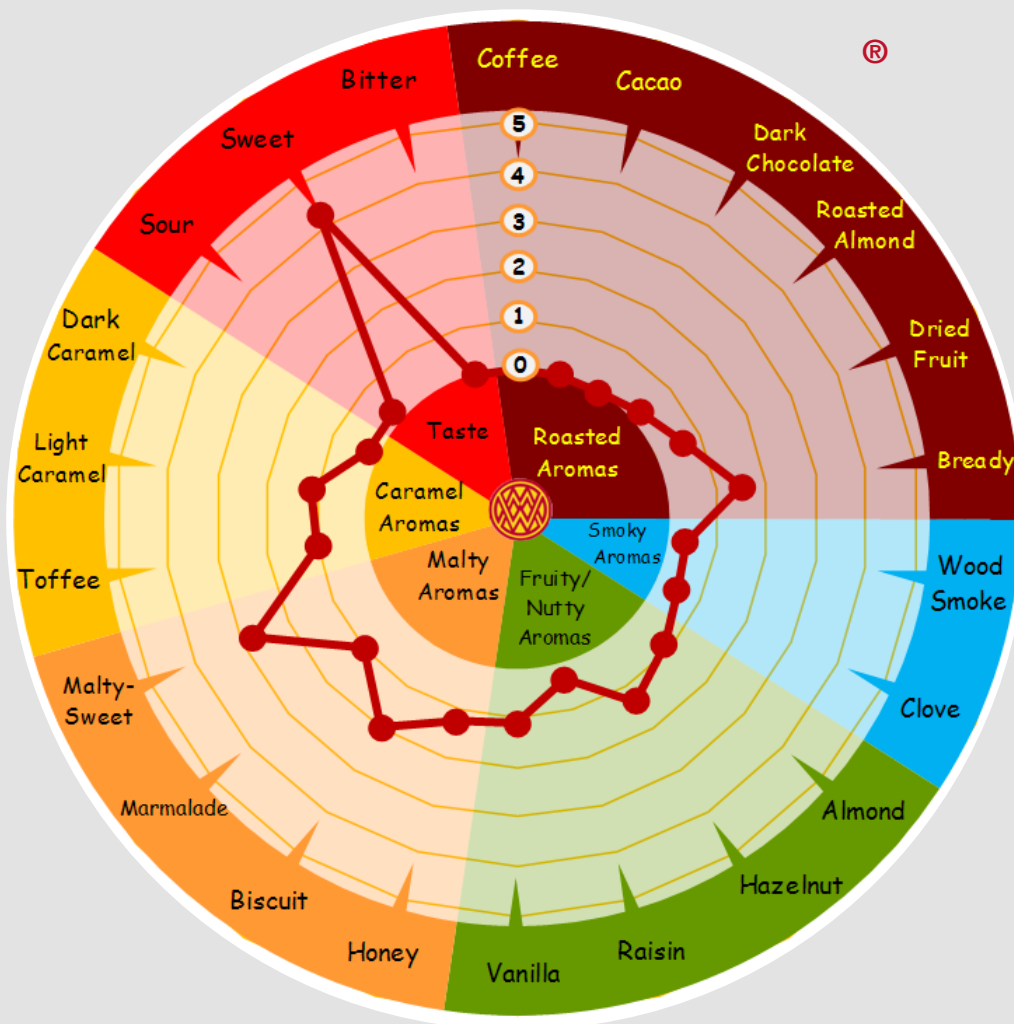 ®
Coffee
Cacao
Dark
Chocolate
Roasted
Almond
Dried
Fruit
Bready
Wood
Smoke
Clove
Almond
Hazelnut
Raisin
Vanilla
Honey
Biscuit
Marmalade
Malty-
Sweet
Toffee
Light
Caramel
Dark
Caramel
Sour
Sweet
Bitter
5
4
3
2
1
0
Taste
Roasted
Aromas
Smoky
Aromas
Fruity/
Nutty
Aromas
Malty
Aromas
Caramel
Aromas